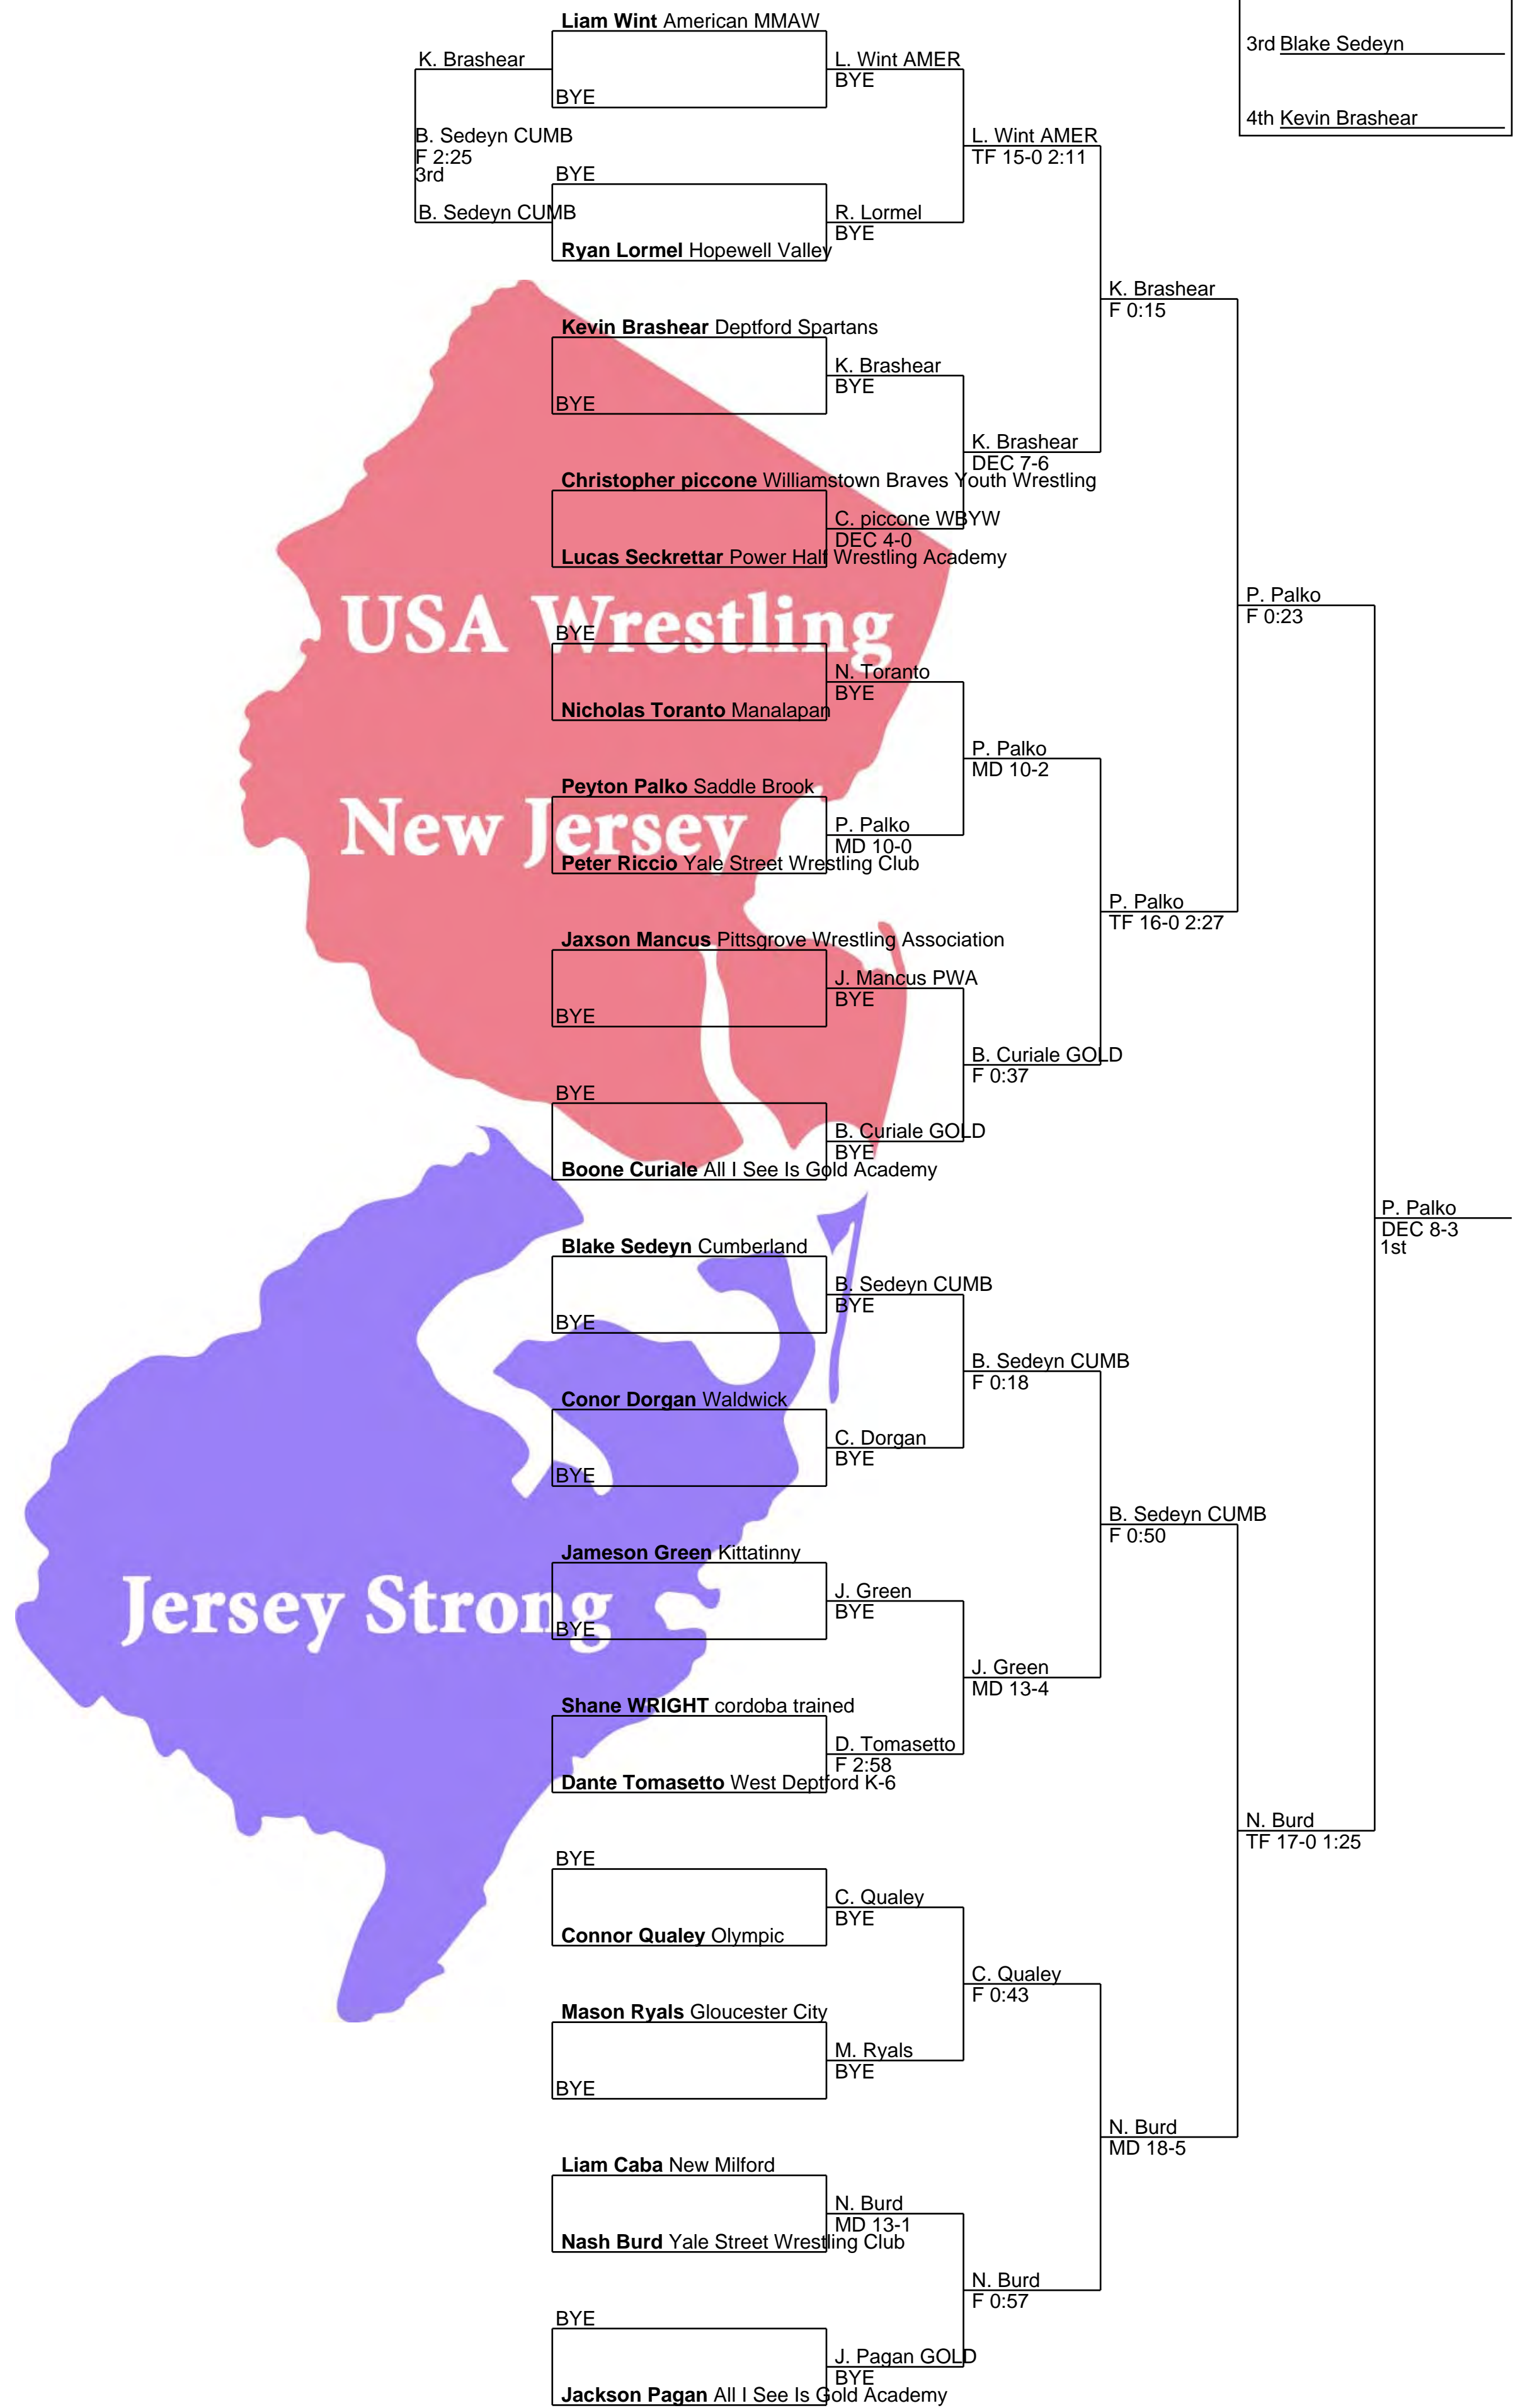 3rd Blake Sedeyn
4th Kevin Brashear
K. Brashear
B. Sedeyn CUMB
F 2:25
3rd
B. Sedeyn CUMB
Liam Wint American MMAW
BYE
L. Wint AMER
BYE
BYE
Ryan Lormel Hopewell Valley
R. Lormel
BYE
L. Wint AMER
TF 15-0 2:11
Kevin Brashear Deptford Spartans
BYE
K. Brashear
BYE
Christopher piccone Williamstown Braves Youth Wrestling
Lucas Seckrettar Power Half Wrestling Academy
C. piccone WBYW
DEC 4-0
K. Brashear
DEC 7-6
K. Brashear
F 0:15
USA Wrestling
BYE
Nicholas Toranto Manalapan
N. Toranto
BYE
New Jersey
Peyton Palko Saddle Brook
Peter Riccio Yale Street Wrestling Club
P. Palko
MD 10-0
P. Palko
MD 10-2
Jaxson Mancus Pittsgrove Wrestling Association
BYE
J. Mancus PWA
BYE
BYE
Boone Curiale All I See Is Gold Academy
B. Curiale GOLD
BYE
B. Curiale GOLD
F 0:37
P. Palko
TF 16-0 2:27
P. Palko
F 0:23
Blake Sedeyn Cumberland
BYE
B. Sedeyn CUMB
BYE
Conor Dorgan Waldwick
BYE
C. Dorgan
BYE
B. Sedeyn CUMB
F 0:18
Jersey Strong
Jameson Green Kittatinny
BYE
J. Green
BYE
Shane WRIGHT cordoba trained
Dante Tomasetto West Deptford K-6
D. Tomasetto
F 2:58
J. Green
MD 13-4
B. Sedeyn CUMB
F 0:50
BYE
Connor Qualey Olympic
C. Qualey
BYE
Mason Ryals Gloucester City
BYE
M. Ryals
BYE
C. Qualey
F 0:43
Liam Caba New Milford
Nash Burd Yale Street Wrestling Club
N. Burd
MD 13-1
BYE
Jackson Pagan All I See Is Gold Academy
J. Pagan GOLD
BYE
N. Burd
F 0:57
N. Burd
MD 18-5
N. Burd
TF 17-0 1:25
P. Palko
DEC 8-3
1st